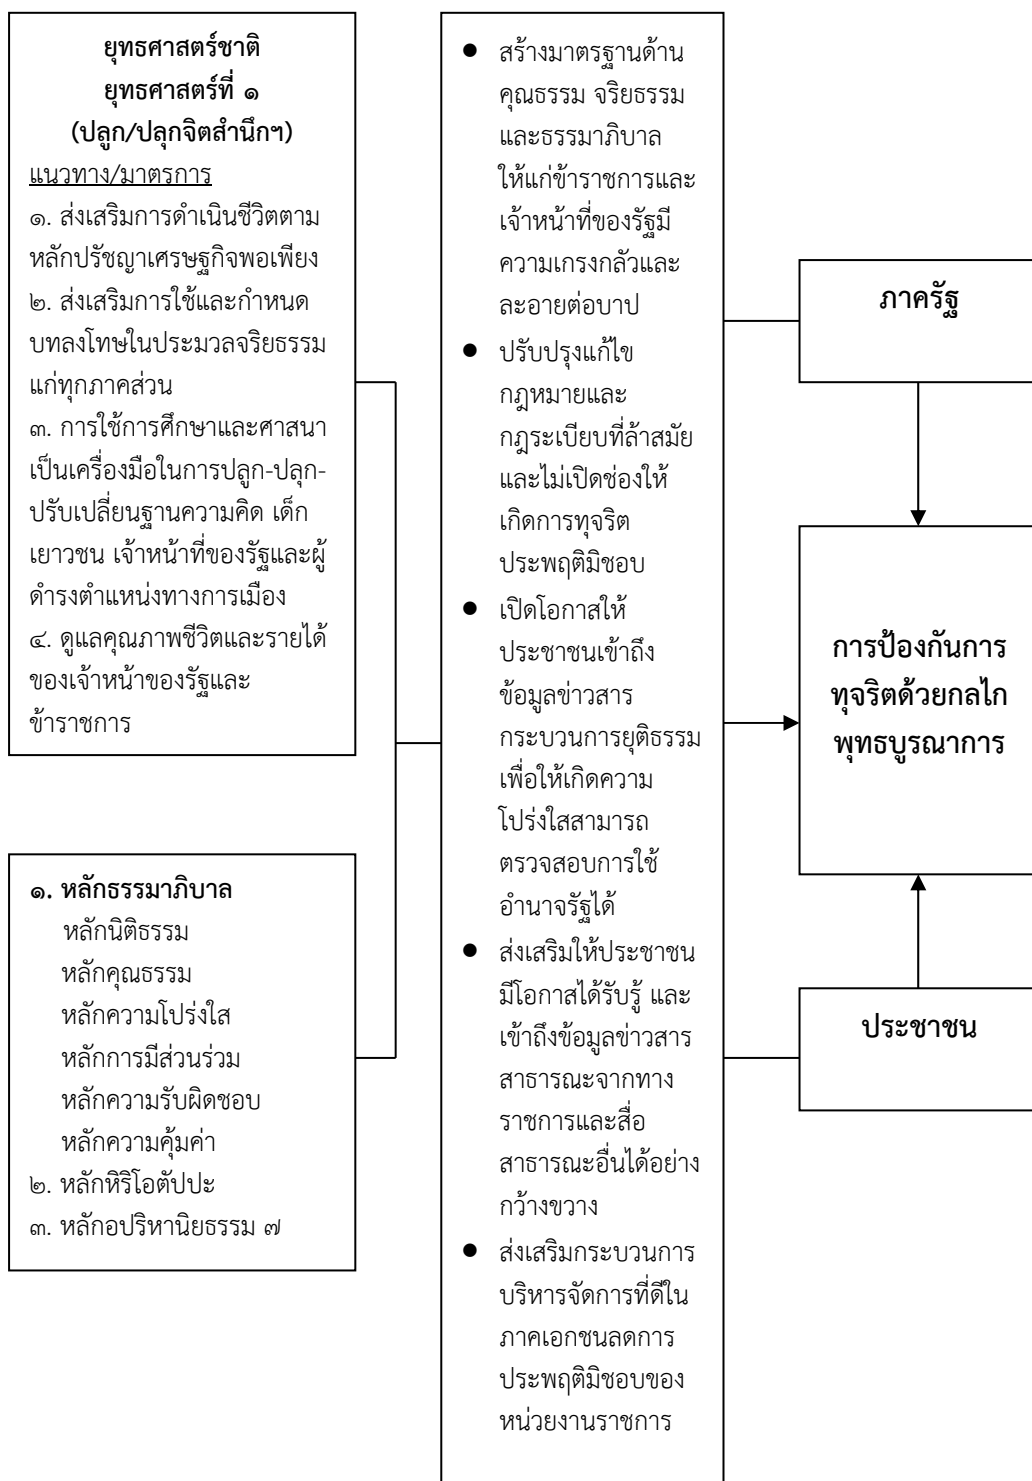 ยุทธศาสตร์ชาติ
ยุทธศาสตร์ที่ ๑
(ปลูก/ปลุกจิตสำนึกฯ)
แนวทาง/มาตรการ
๑. ส่งเสริมการดำเนินชีวิตตาม
หลักปรัชญาเศรษฐกิจพอเพียง
๒. ส่งเสริมการใช้และกำหนด
บทลงโทษในประมวลจริยธรรม
แก่ทุกภาคส่วน
๓. การใช้การศึกษาและศาสนา
เป็นเครื่องมือในการปลูก-ปลุก-
ปรับเปลี่ยนฐานความคิด เด็ก
เยาวชน เจ้าหน้าที่ของรัฐและผู้
ดำรงตำแหน่งทางการเมือง
๔. ดูแลคุณภาพชีวิตและรายได้
ของเจ้าหน้าของรัฐและ
ข้าราชการ
๑. หลักธรรมาภิบาล
หลักนิติธรรม
หลักคุณธรรม
หลักความโปร่งใส
หลักการมีส่วนร่วม
หลักความรับผิดชอบ
หลักความคุ้มค่า
๒. หลักหิริโอตัปปะ
๓. หลักอปริหานิยธรรม ๗
● สร้างมาตรฐานด้าน
คุณธรรม จริยธรรม
และธรรมาภิบาล
ให้แก่ข้าราชการและ
เจ้าหน้าที่ของรัฐมี
ความเกรงกลัวและ
ละอายต่อบาป
● ปรับปรุงแก้ไข
กฎหมายและ
กฎระเบียบที่ล้าสมัย
และไม่เปิดช่องให้
เกิดการทุจริต
ประพฤติมิชอบ
● เปิดโอกาสให้
ประชาชนเข้าถึง
ข้อมูลข่าวสาร
กระบวนการยุติธรรม
เพื่อให้เกิดความ
โปร่งใสสามารถ
ตรวจสอบการใช้
อำนาจรัฐได้
● ส่งเสริมให้ประชาชน
มีโอกาสได้รับรู้ และ
เข้าถึงข้อมูลข่าวสาร
สาธารณะจากทาง
ราชการและสื่อ
สาธารณะอื่นได้อย่าง
กว้างขวาง
● ส่งเสริมกระบวนการ
บริหารจัดการที่ดีใน
ภาคเอกชนลดการ
ประพฤติมิชอบของ
หน่วยงานราชการ
ภาครัฐ
การป้องกันการ
ทุจริตด้วยกลไก
พุทธบูรณาการ
ประชาชน